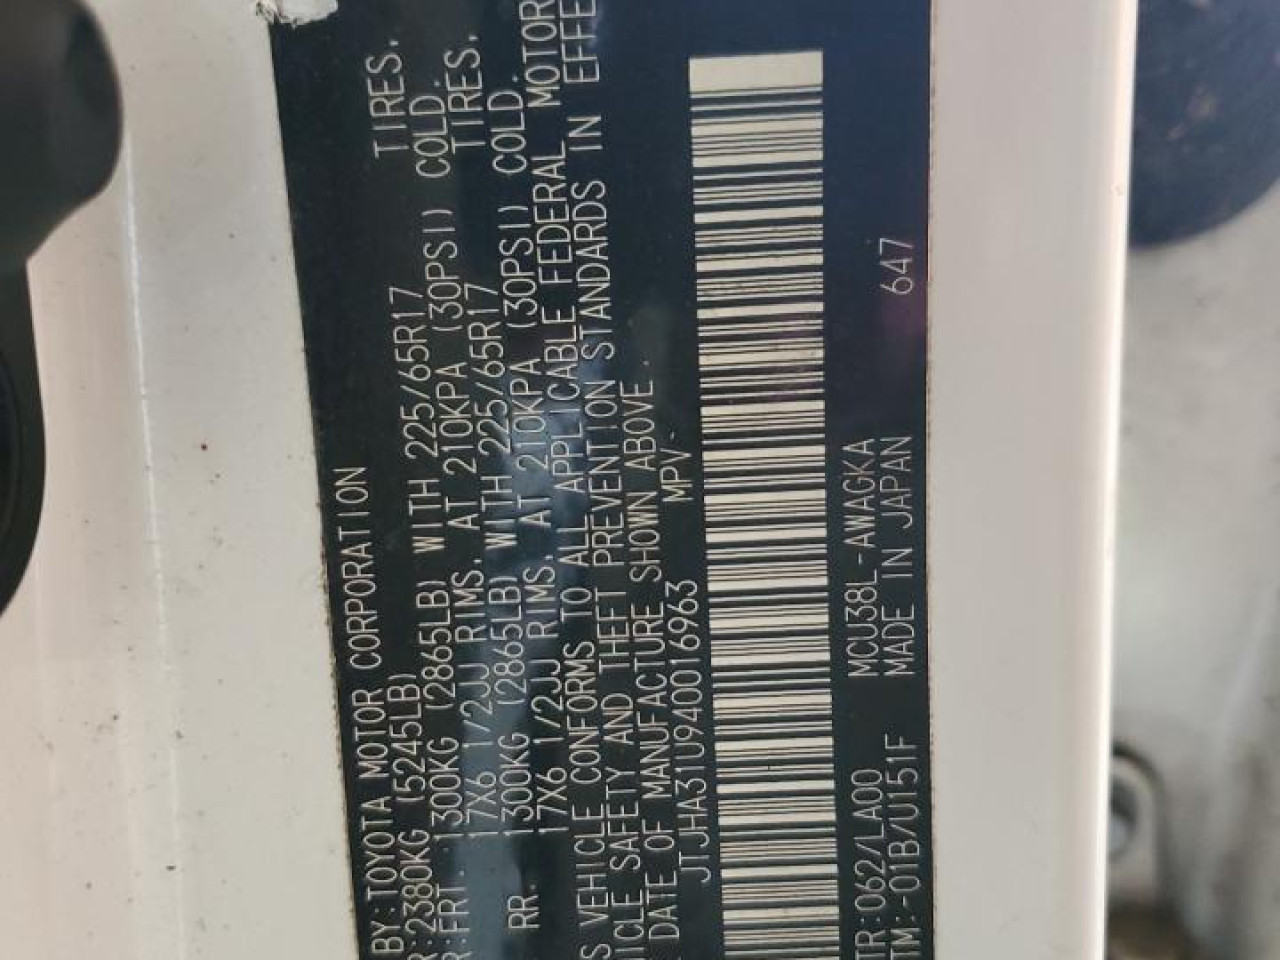 BY:TOYOTA MOTOR CORPORATION
R:2380KG (5245LB)
R:FRT. 1300KG (2865LB) WITH 225/65R17 TIRES,
17X6 1/2JJ RIMS, AT 210KPA (30PSI) COLD.
RR. 1300KG (2865LB) WITH 225/65R17 TIRES,
17X6 1/2JJ RIMS, AT 210KPA (30PSI) COLD.
S VEHICLE CONFORMS TO ALL APPLICABLE FEDERAL MOTOR
ICLE SAFETY AND THEFT PREVENTION STANDARDS IN EFFE
DATE OF MANUFACTURE SHOWN ABOVE.
JTJHA31U940016963 MPV
TR:062/LA00 MCU38L-AWAGKA
TM:-01B/U151F MADE IN JAPAN 647